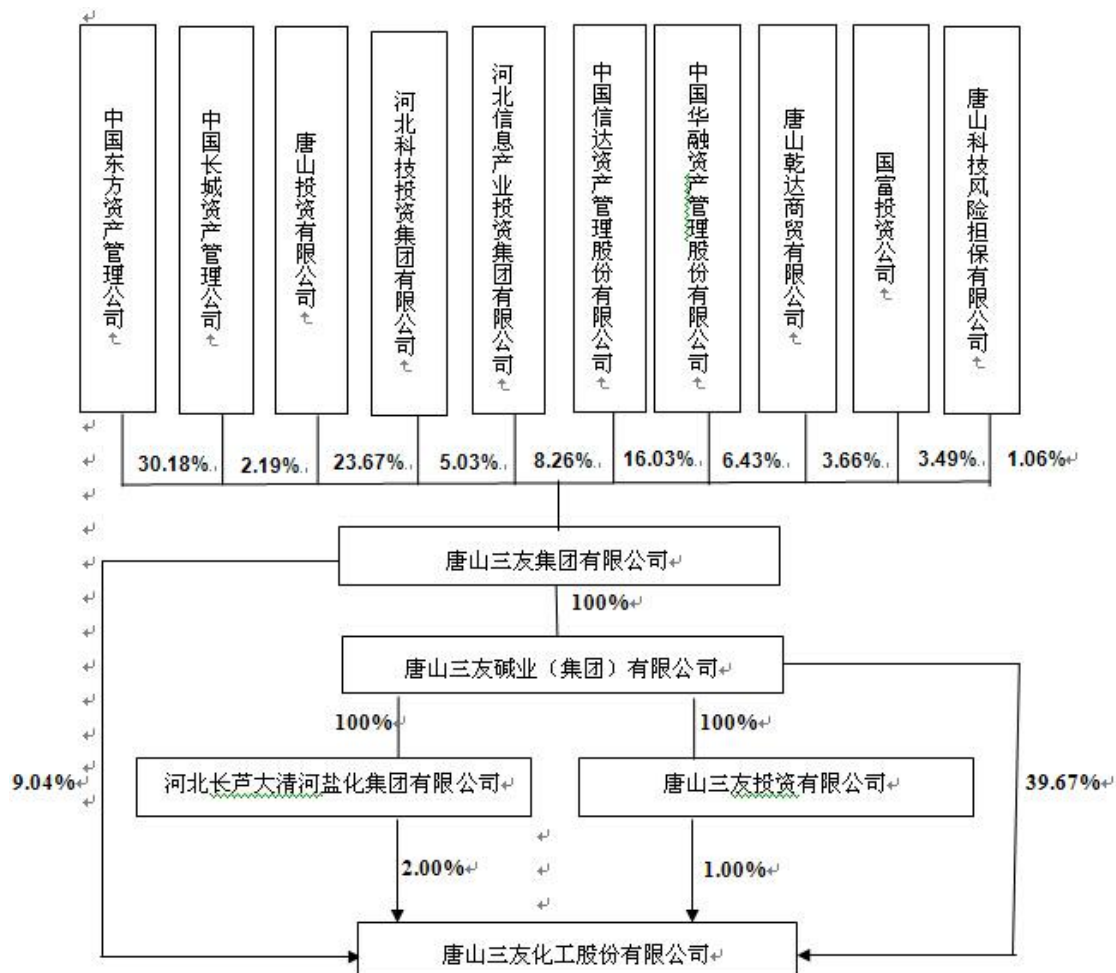 中国东方资产管理公司
中国长城资产管理公司
唐山投资有限公司
河北科技投资集团有限公司
河北信息产业投资集团有限公司
中国信达资产管理股份有限公司
中国华融资产管理股份有限公司
唐山乾达商贸有限公司
国富投资公司
唐山科技风险担保有限公司
30.18%
2.19%
23.67%
5.03%
8.26%
16.03%
6.43%
3.66%
3.49%
1.06%
唐山三友集团有限公司
100%
唐山三友碱业（集团）有限公司
100%
100%
9.04%
河北长芦大清河盐化集团有限公司
唐山三友投资有限公司
39.67%
2.00%
1.00%
唐山三友化工股份有限公司